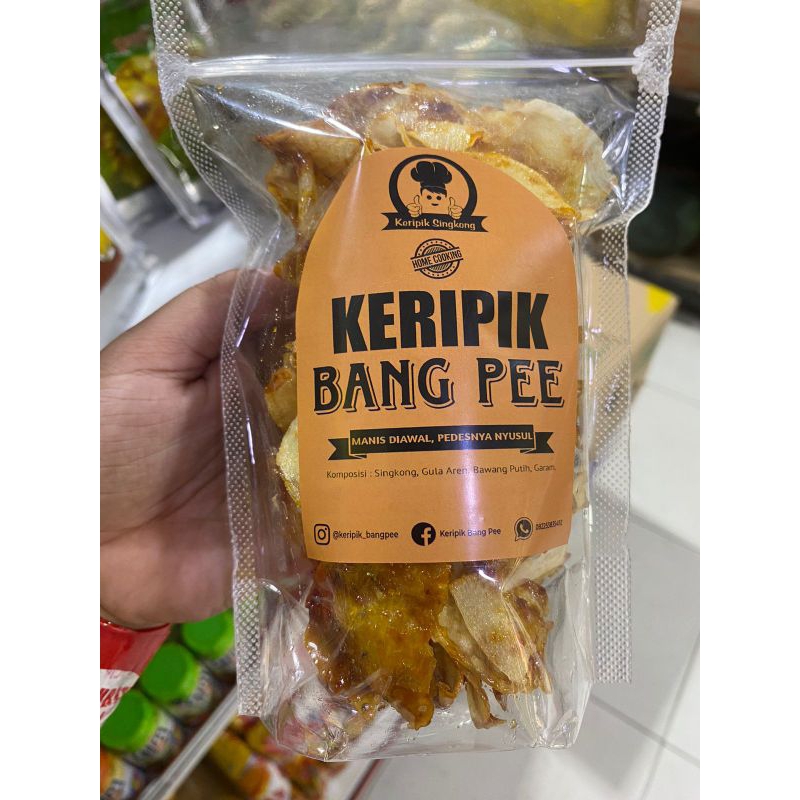 Keripik Singkong
HOME COOKING
KERIPIK
BANG PEE
MANIS DIAWAL, PEDESNYA NYUSUL
Komposisi : Singkong, Gula Aren, Bawang Putih, Garam.
@keripik_bangpee
Keripik Bang Pee